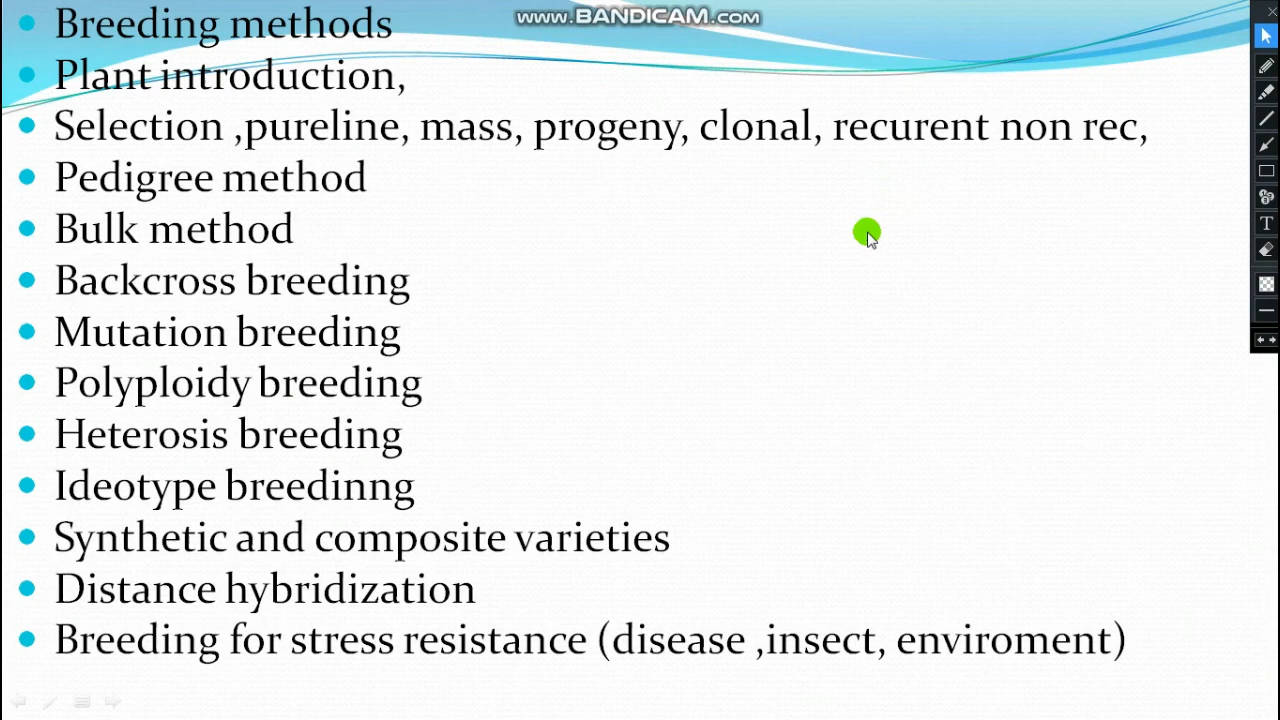 www.BANDICAM.com
Breeding methods
Plant introduction,
Selection ,pureline, mass, progeny, clonal, recurent non rec,
Pedigree method
Bulk method
Backcross breeding
Mutation breeding
Polyploidy breeding
Heterosis breeding
Ideotype breedinng
Synthetic and composite varieties
Distance hybridization
Breeding for stress resistance (disease ,insect, enviroment)
T